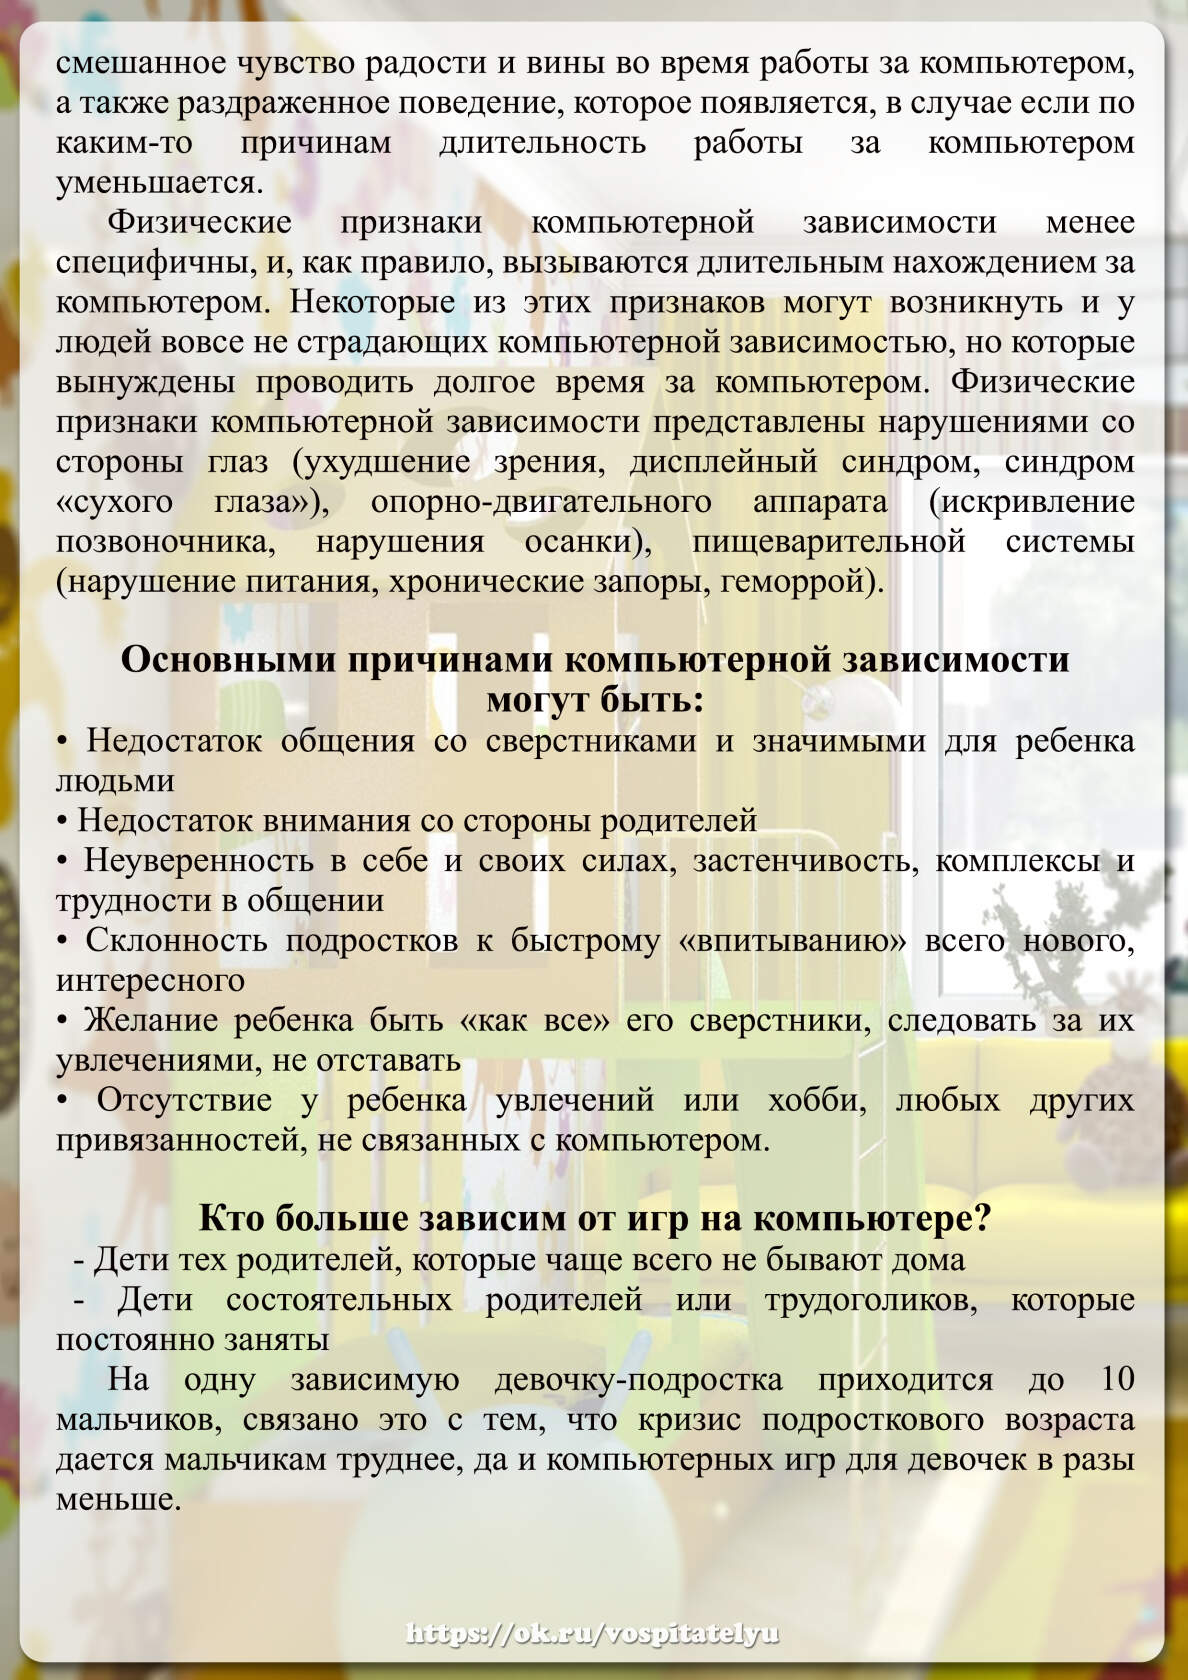 смешанное чувство радости и вины во время работы за компьютером,
а также раздраженное поведение, которое появляется, в случае если по
каким-то причинам длительность работы за компьютером
уменьшается.
Физические признаки компьютерной зависимости менее
специфичны, и, как правило, вызываются длительным нахождением за
компьютером. Некоторые из этих признаков могут возникнуть и у
людей вовсе не страдающих компьютерной зависимостью, но которые
вынуждены проводить долгое время за компьютером. Физические
признаки компьютерной зависимости представлены нарушениями со
стороны глаз (ухудшение зрения, дисплейный синдром, синдром
«сухого глаза»), опорно-двигательного аппарата (искривление
позвоночника, нарушения осанки), пищеварительной системы
(нарушение питания, хронические запоры, геморрой).
Основными причинами компьютерной зависимости
могут быть:
• Недостаток общения со сверстниками и значимыми для ребенка
людьми
• Недостаток внимания со стороны родителей
• Неуверенность в себе и своих силах, застенчивость, комплексы и
трудности в общении
• Склонность подростков к быстрому «впитыванию» всего нового,
интересного
• Желание ребенка быть «как все» его сверстники, следовать за их
увлечениями, не отставать
• Отсутствие у ребенка увлечений или хобби, любых других
привязанностей, не связанных с компьютером.
Кто больше зависим от игр на компьютере?
- Дети тех родителей, которые чаще всего не бывают дома
- Дети состоятельных родителей или трудоголиков, которые
постоянно заняты
На одну зависимую девочку-подростка приходится до 10
мальчиков, связано это с тем, что кризис подросткового возраста
дается мальчикам труднее, да и компьютерных игр для девочек в разы
меньше.
https://ok.ru/vospitatelyu